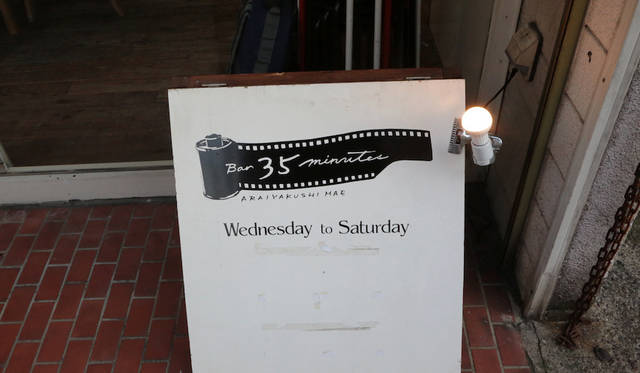 Bar 35 minutes
ARAIYAKUSHI MAE
Wednesday to Saturday